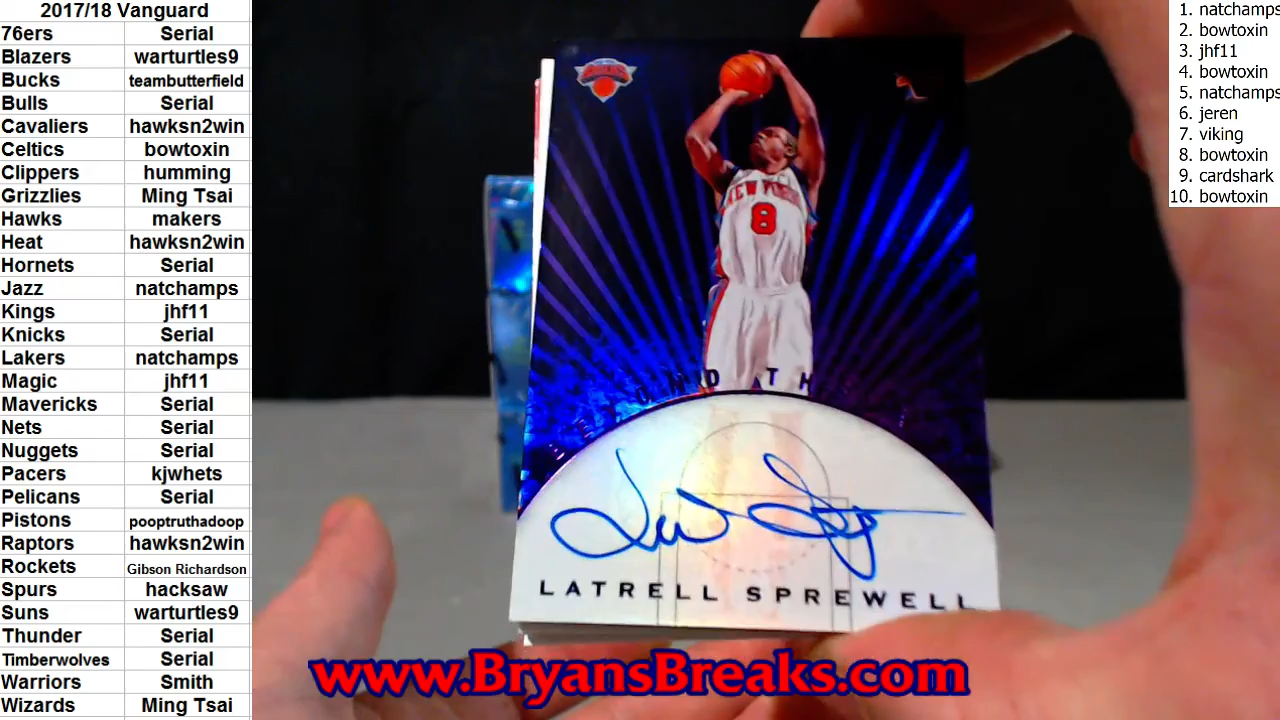 2017/18 Vanguard
76ers Serial
Blazers warturtles9
Bucks teambutterfield
Bulls Serial
Cavaliers hawksn2win
Celtics bowtoxin
Clippers humming
Grizzlies Ming Tsai
Hawks makers
Heat hawksn2win
Hornets Serial
Jazz natchamps
Kings jhf11
Knicks Serial
Lakers natchamps
Magic jhf11
Mavericks Serial
Nets Serial
Nuggets Serial
Pacers kjwhets
Pelicans Serial
Pistons pooptruthadoop
Raptors hawksn2win
Rockets Gibson Richardson
Spurs hacksaw
Suns warturtles9
Thunder Serial
Timberwolves Serial
Warriors Smith
Wizards Ming Tsai
NEW YORK
8
LATRELL SPREWELL
www.BryansBreaks.com
1. natchamps
2. bowtoxin
3. jhf11
4. bowtoxin
5. natchamps
6. jeren
7. viking
8. bowtoxin
9. cardshark
10. bowtoxin